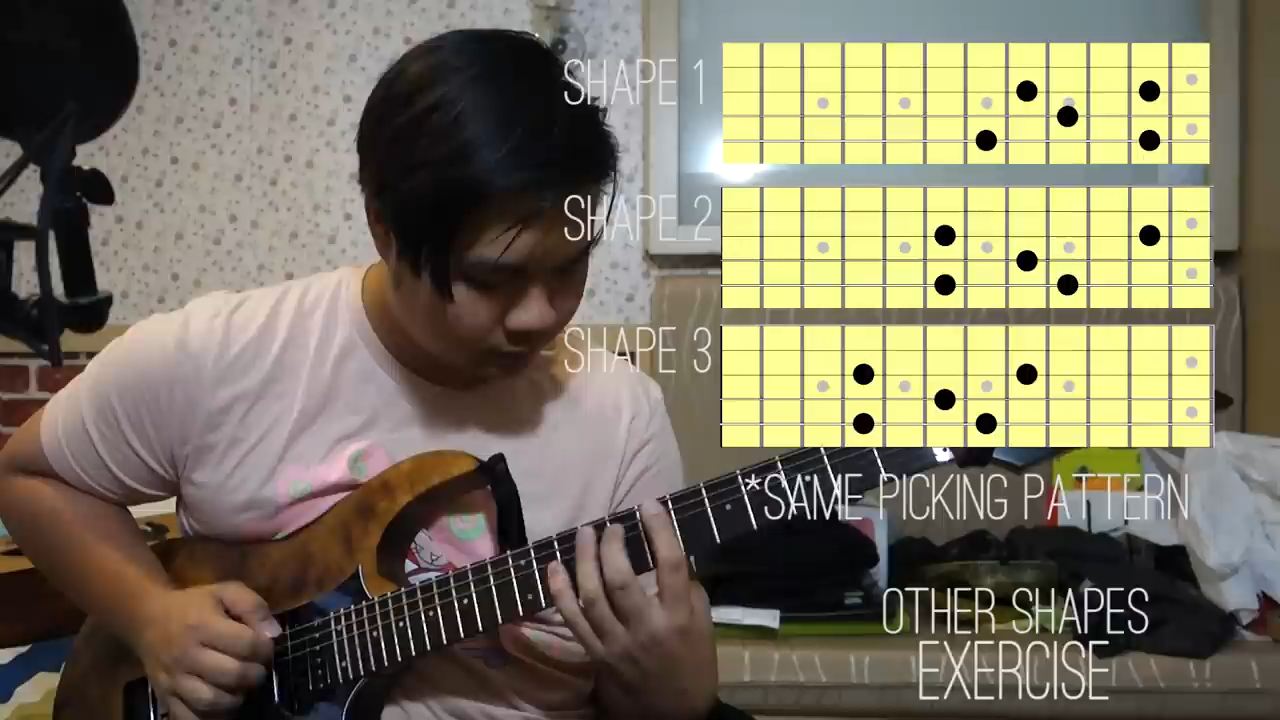 SHAPE 1
SHAPE 2
SHAPE 3
*SAME PICKING PATTERN
OTHER SHAPES
EXERCISE